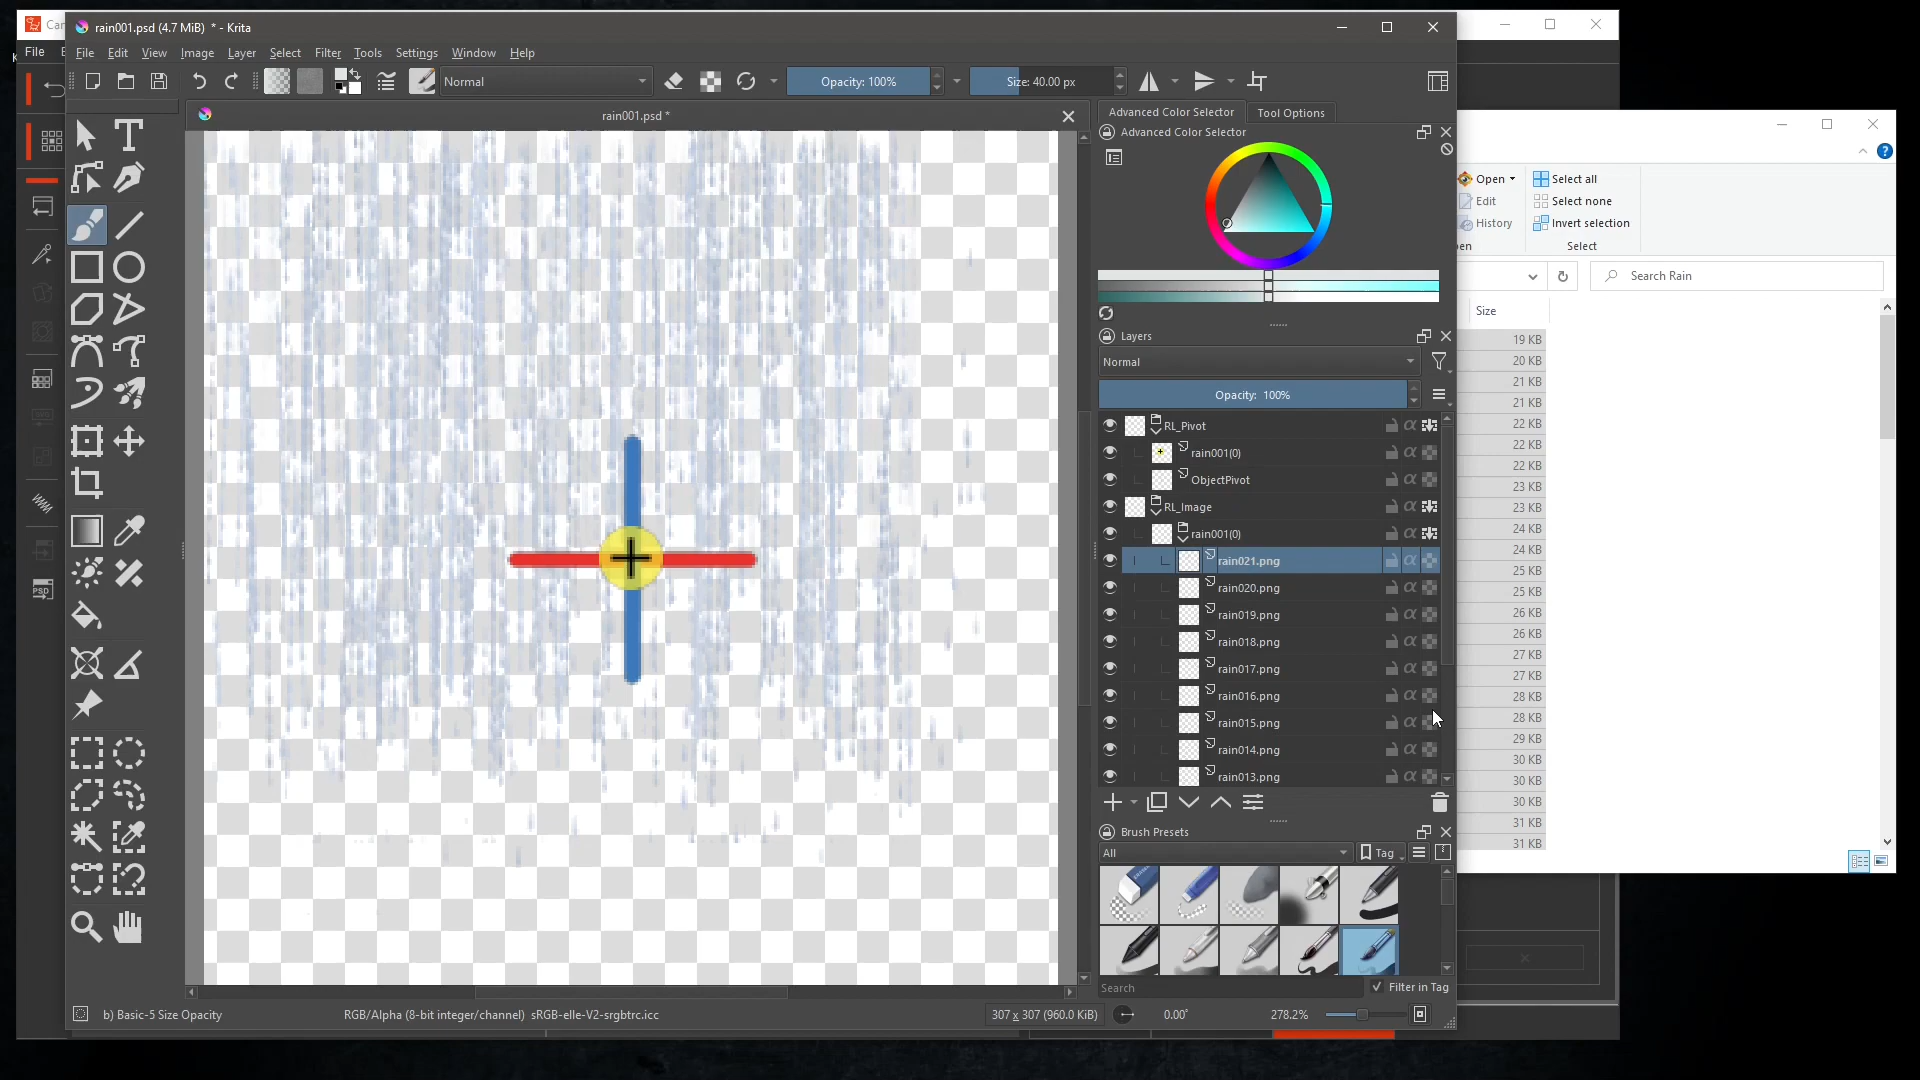 rain001.psd (4.7 MiB) * - Krita
Ca
File
File Edit View Image Layer Select Filter Tools Settings Window Help
Normal
Opacity: 100%
Size: 40.00 px
rain001.psd *
Advanced Color Selector
Tool Options
Advanced Color Selector
Open
Select all
Edit
Select none
History
Invert selection
Select
Search Rain
Size
Layers
Normal
Opacity: 100%
RL_Pivot
rain001(0)
ObjectPivot
RL_Image
rain001(0)
rain021.png
rain020.png
rain019.png
rain018.png
rain017.png
rain016.png
rain015.png
rain014.png
rain013.png
19 KB
20 KB
21 KB
21 KB
22 KB
22 KB
22 KB
23 KB
23 KB
24 KB
24 KB
25 KB
25 KB
26 KB
26 KB
27 KB
27 KB
28 KB
28 KB
29 KB
30 KB
30 KB
30 KB
31 KB
31 KB
PSD
Brush Presets
All
Tag
Search
Filter in Tag
b) Basic-5 Size Opacity
RGB/Alpha (8-bit integer/channel) sRGB-elle-V2-srgbtrc.icc
307 x 307 (960.0 KiB)
0.00°
278.2%